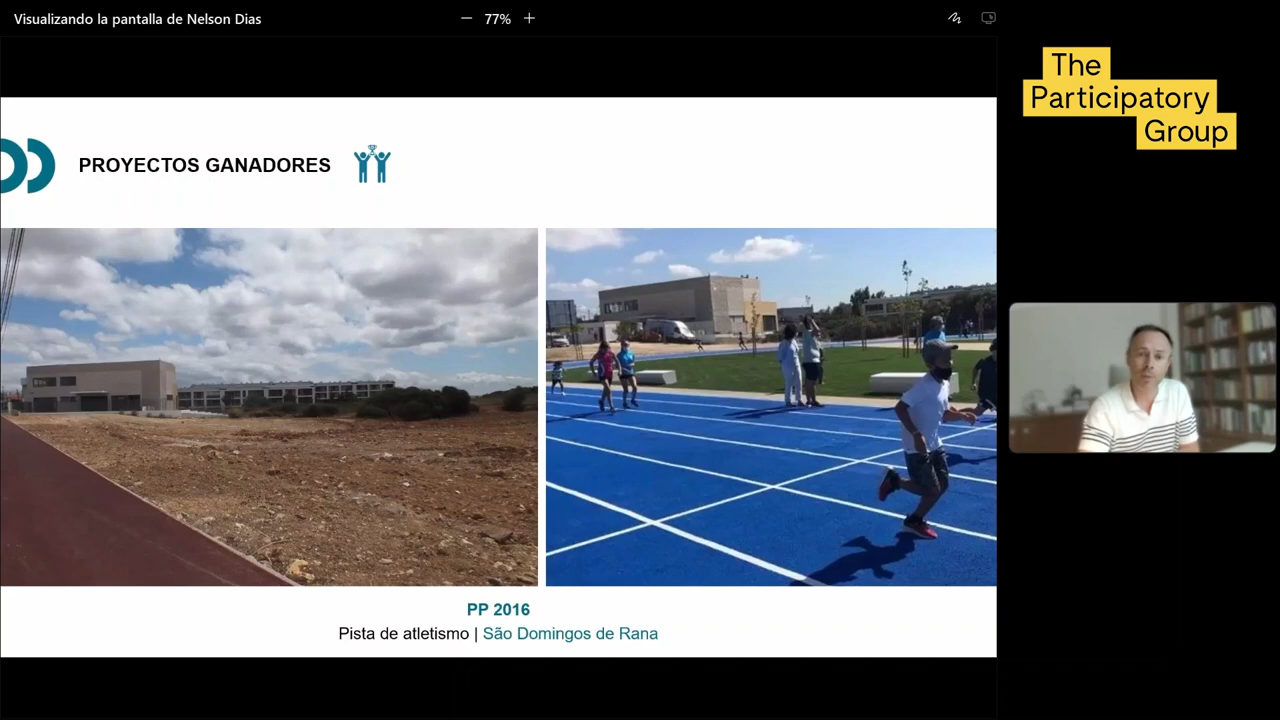 Visualizando la pantalla de Nelson Dias
77%
The
Participatory
Group
PROYECTOS GANADORES
PP 2016
Pista de atletismo | São Domingos de Rana